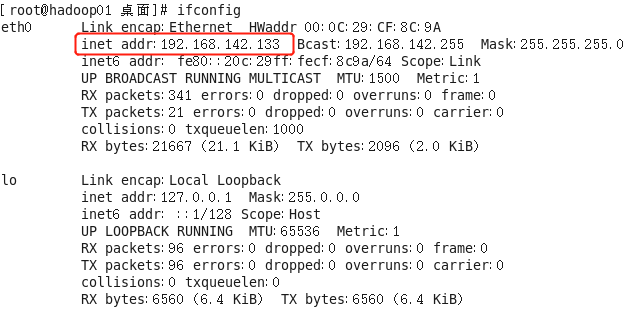 [root@hadoop01 桌面]# ifconfig
eth0 Link encap:Ethernet HWaddr 00:0C:29:CF:8C:9A
inet addr:192.168.142.133 Bcast:192.168.142.255 Mask:255.255.255.0
inet6 addr: fe80::20c:29ff:fecf:8c9a/64 Scope:Link
UP BROADCAST RUNNING MULTICAST MTU:1500 Metric:1
RX packets:341 errors:0 dropped:0 overruns:0 frame:0
TX packets:21 errors:0 dropped:0 overruns:0 carrier:0
collisions:0 txqueuelen:1000
RX bytes:21667 (21.1 KiB) TX bytes:2096 (2.0 KiB)
lo Link encap:Local Loopback
inet addr:127.0.0.1 Mask:255.0.0.0
inet6 addr: ::1/128 Scope:Host
UP LOOPBACK RUNNING MTU:65536 Metric:1
RX packets:96 errors:0 dropped:0 overruns:0 frame:0
TX packets:96 errors:0 dropped:0 overruns:0 carrier:0
collisions:0 txqueuelen:0
RX bytes:6560 (6.4 KiB) TX bytes:6560 (6.4 KiB)